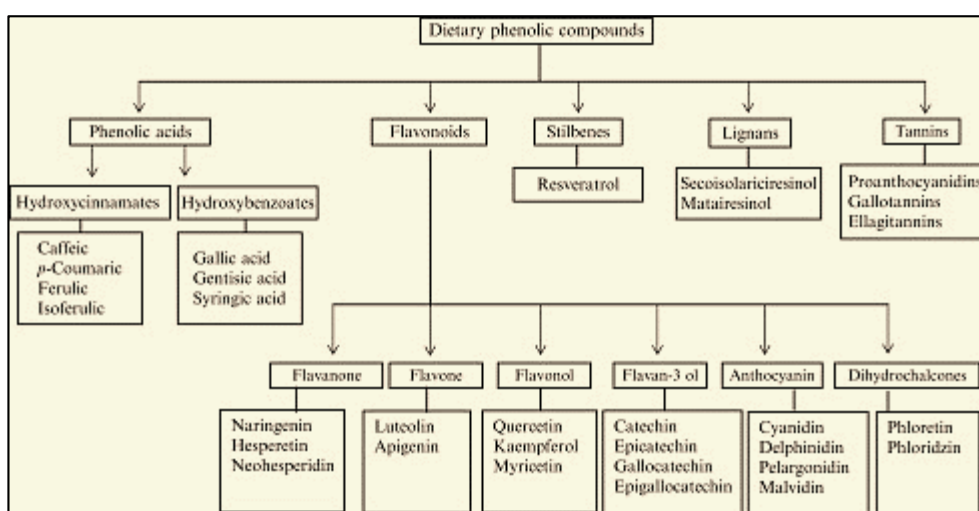 Dietary phenolic compounds
Phenolic acids
Flavonoids
Stilbenes
Lignans
Tannins
Hydroxycinnamates
Caffeic
p-Coumaric
Ferulic
Isoferulic
Hydroxybenzoates
Gallic acid
Gentisic acid
Syringic acid
Resveratrol
Secoisolariciresinol
Matairesinol
Proanthocyanidins
Gallotannins
Ellagitannins
Flavanone
Naringenin
Hesperetin
Neohesperidin
Flavone
Luteolin
Apigenin
Flavonol
Quercetin
Kaempferol
Myricetin
Flavan-3 ol
Catechin
Epicatechin
Gallocatechin
Epigallocatechin
Anthocyanin
Cyanidin
Delphinidin
Pelargonidin
Malvidin
Dihydrochalcones
Phloretin
Phloridzin